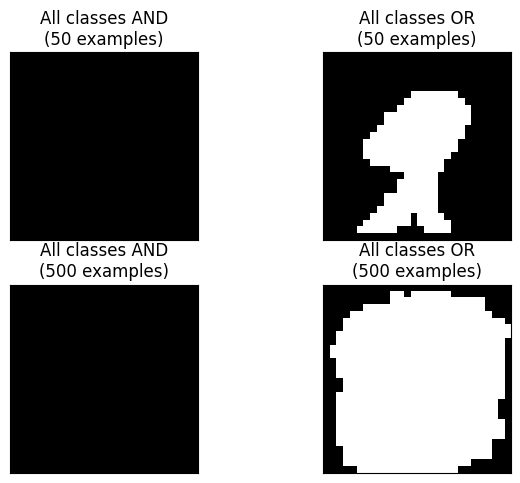 All classes AND
(50 examples)
All classes OR
(50 examples)
All classes AND
(500 examples)
All classes OR
(500 examples)